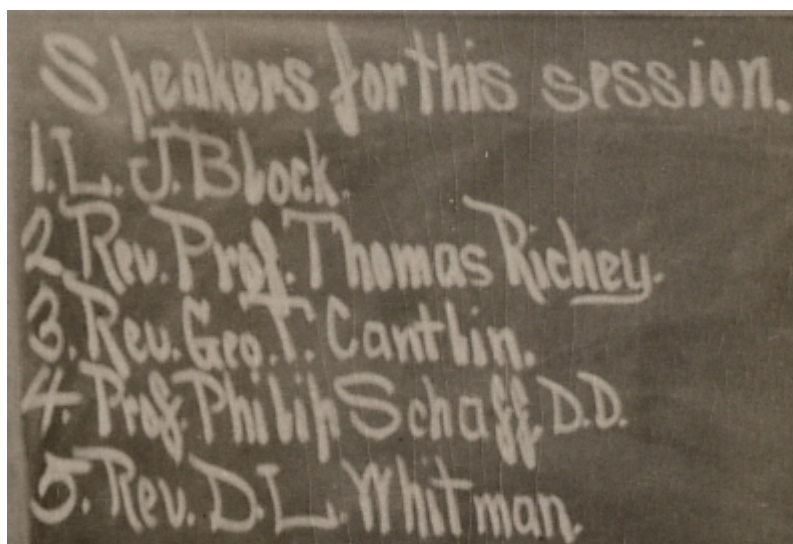 Speakers for this session.
1. L. J. Block.
2. Rev. Prof. Thomas Richey.
3. Rev. Geo. T. Cantlin.
4. Prof. Philip Schaff D.D.
5. Rev. D. L. Whitman.